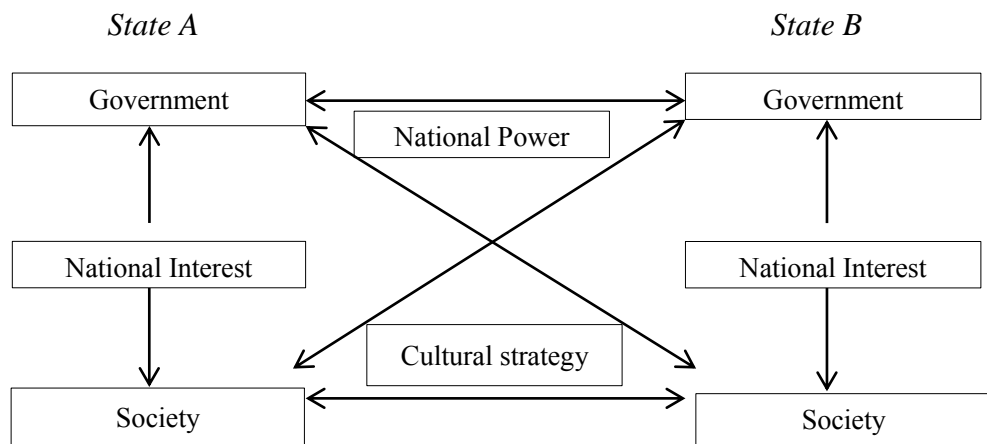 State A
State B
Government
Government
National Power
National Interest
National Interest
Cultural strategy
Society
Society